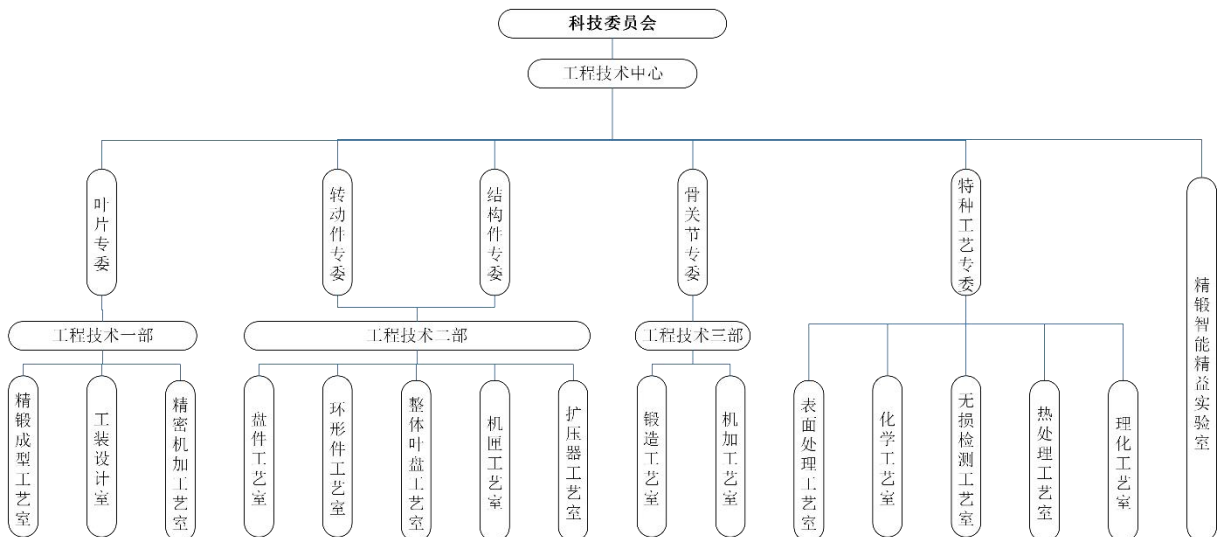 科技委员会
工程技术中心
叶片专委
转动件专委
结构件专委
骨关节专委
特种工艺专委
精锻智能精益实验室
工程技术一部
工程技术二部
工程技术三部
精锻成型工艺室
工装设计室
精密机加工艺室
盘件工艺室
环形件工艺室
整体叶盘工艺室
机匣工艺室
扩压器工艺室
锻造工艺室
机加工艺室
表面处理工艺室
化学工艺室
无损检测工艺室
热处理工艺室
理化工艺室